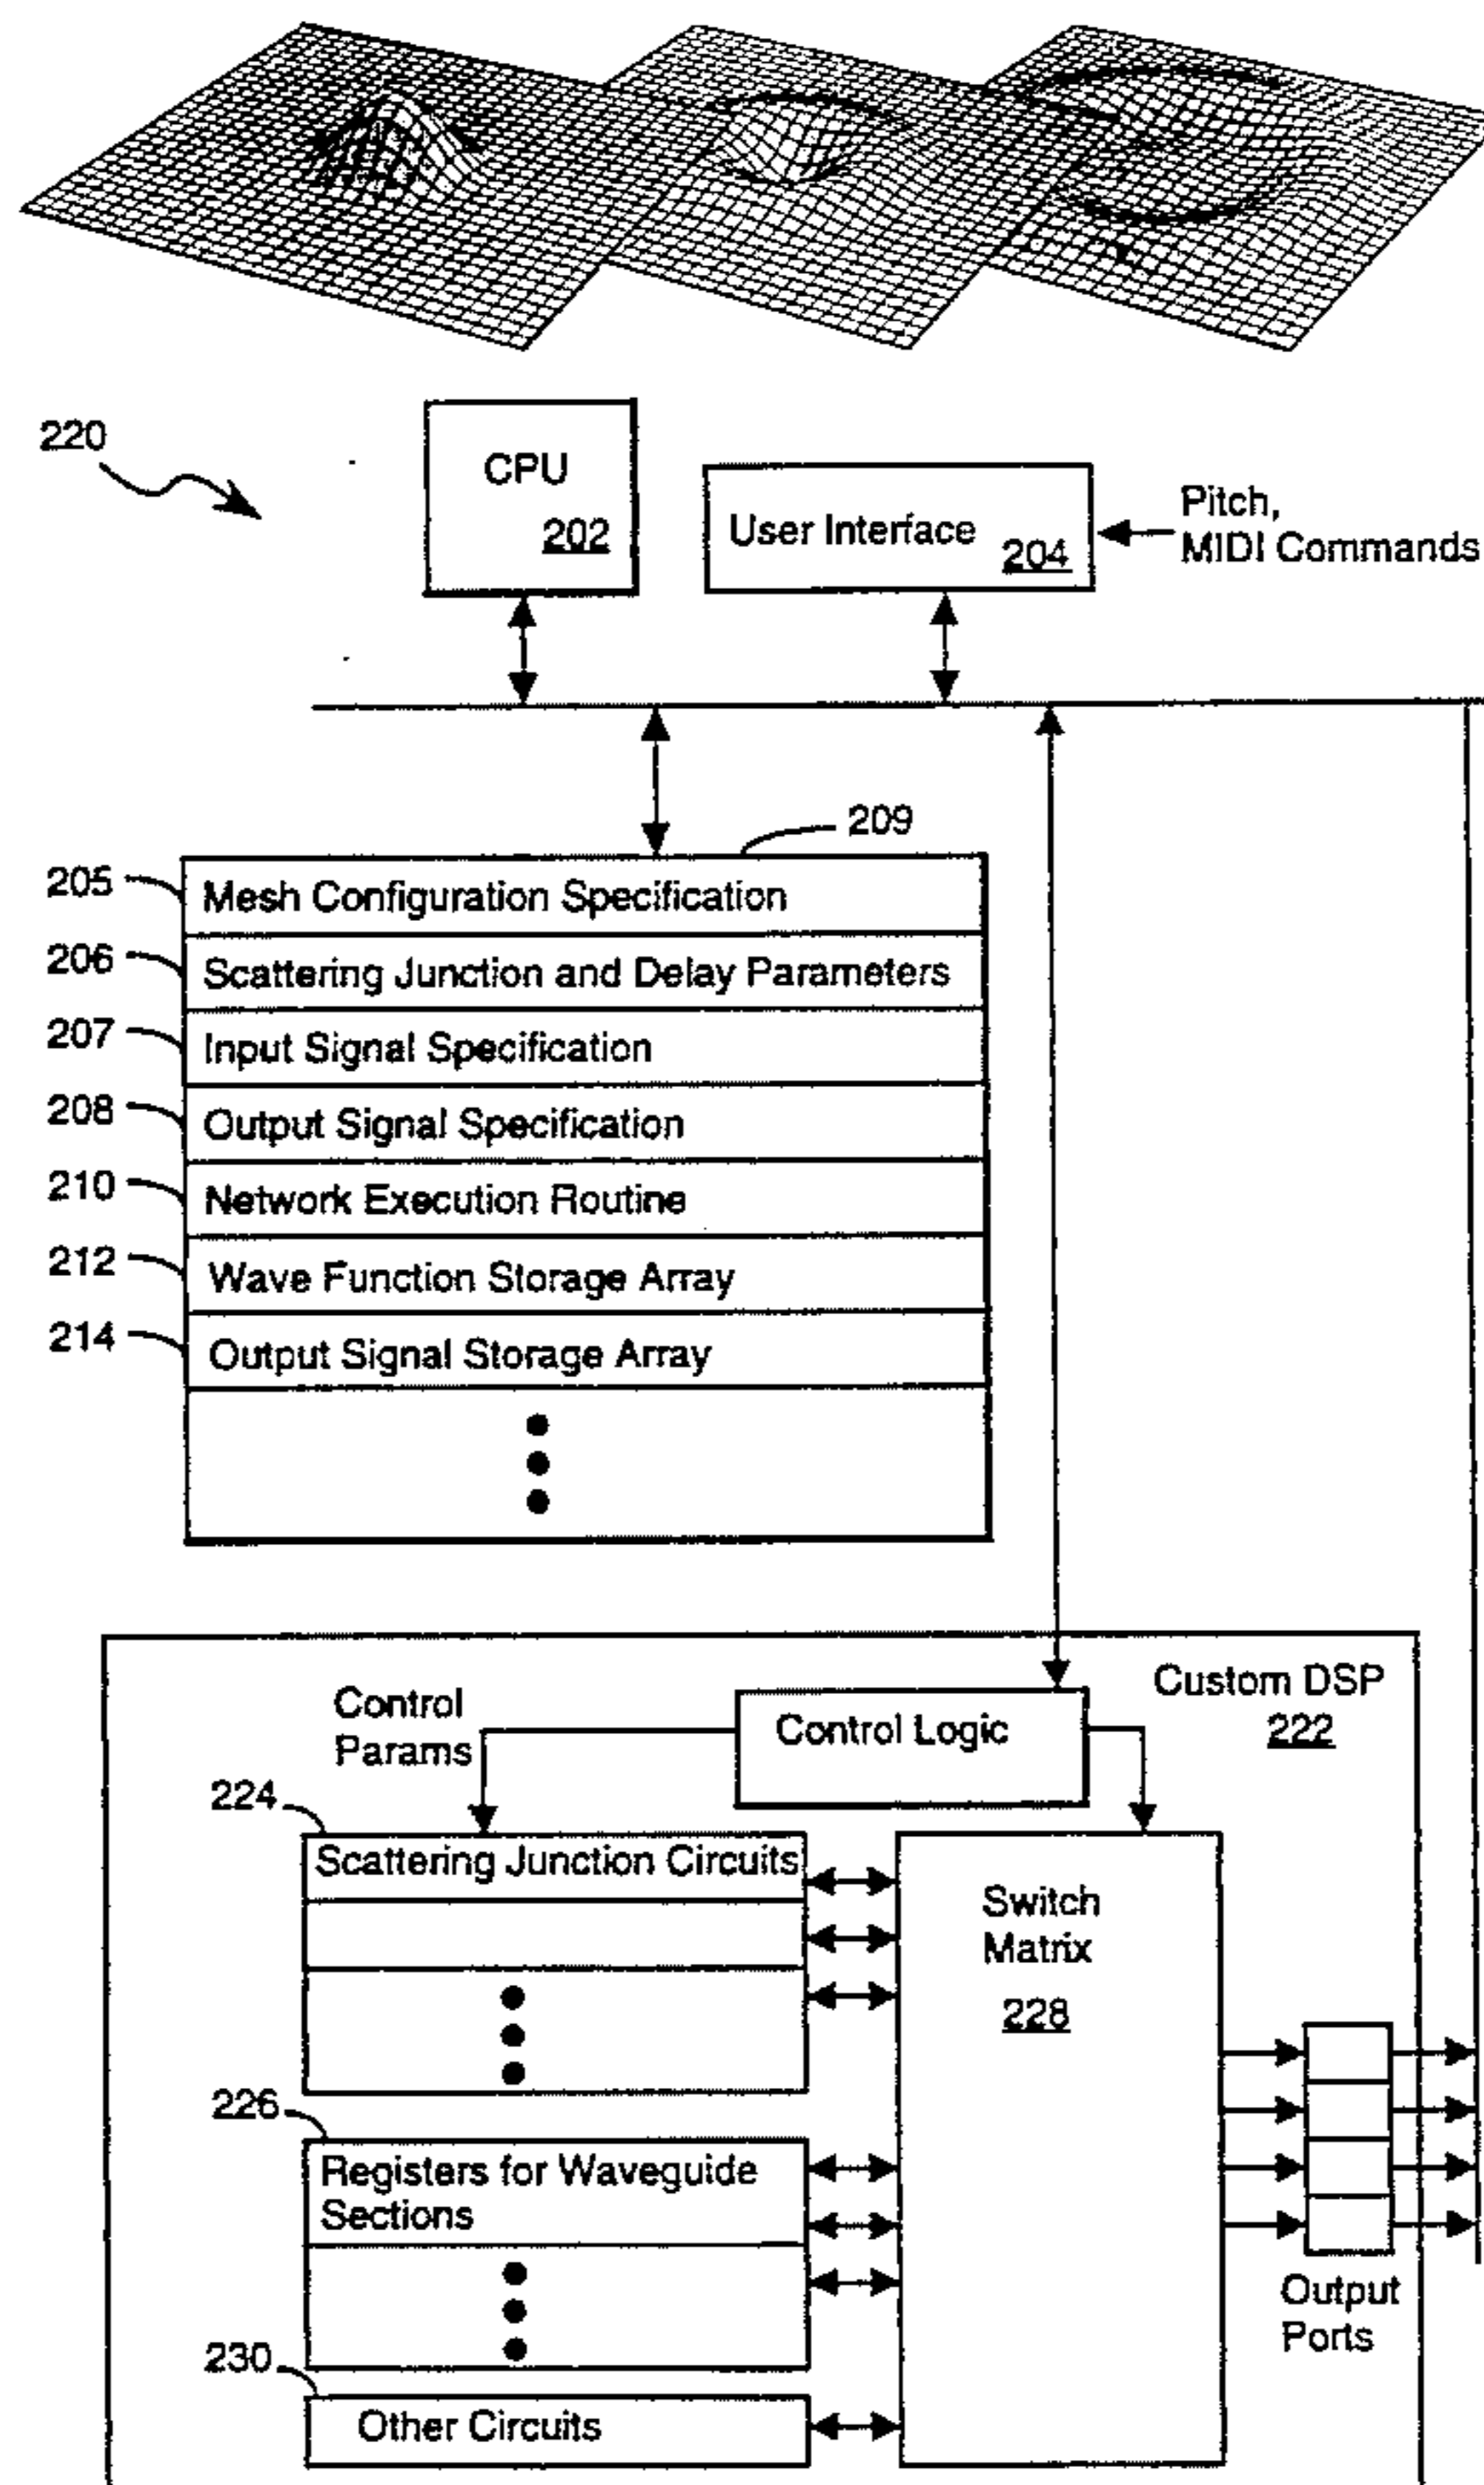 220
CPU
202
User Interface
204
Pitch,
MIDI Commands
209
205
Mesh Configuration Specification
206
Scattering Junction and Delay Parameters
207
Input Signal Specification
208
Output Signal Specification
210
Network Execution Routine
212
Wave Function Storage Array
214
Output Signal Storage Array
Custom DSP
222
Control
Params
Control Logic
224
Scattering Junction Circuits
Switch
Matrix
228
226
Registers for Waveguide
Sections
Output
Ports
230
Other Circuits